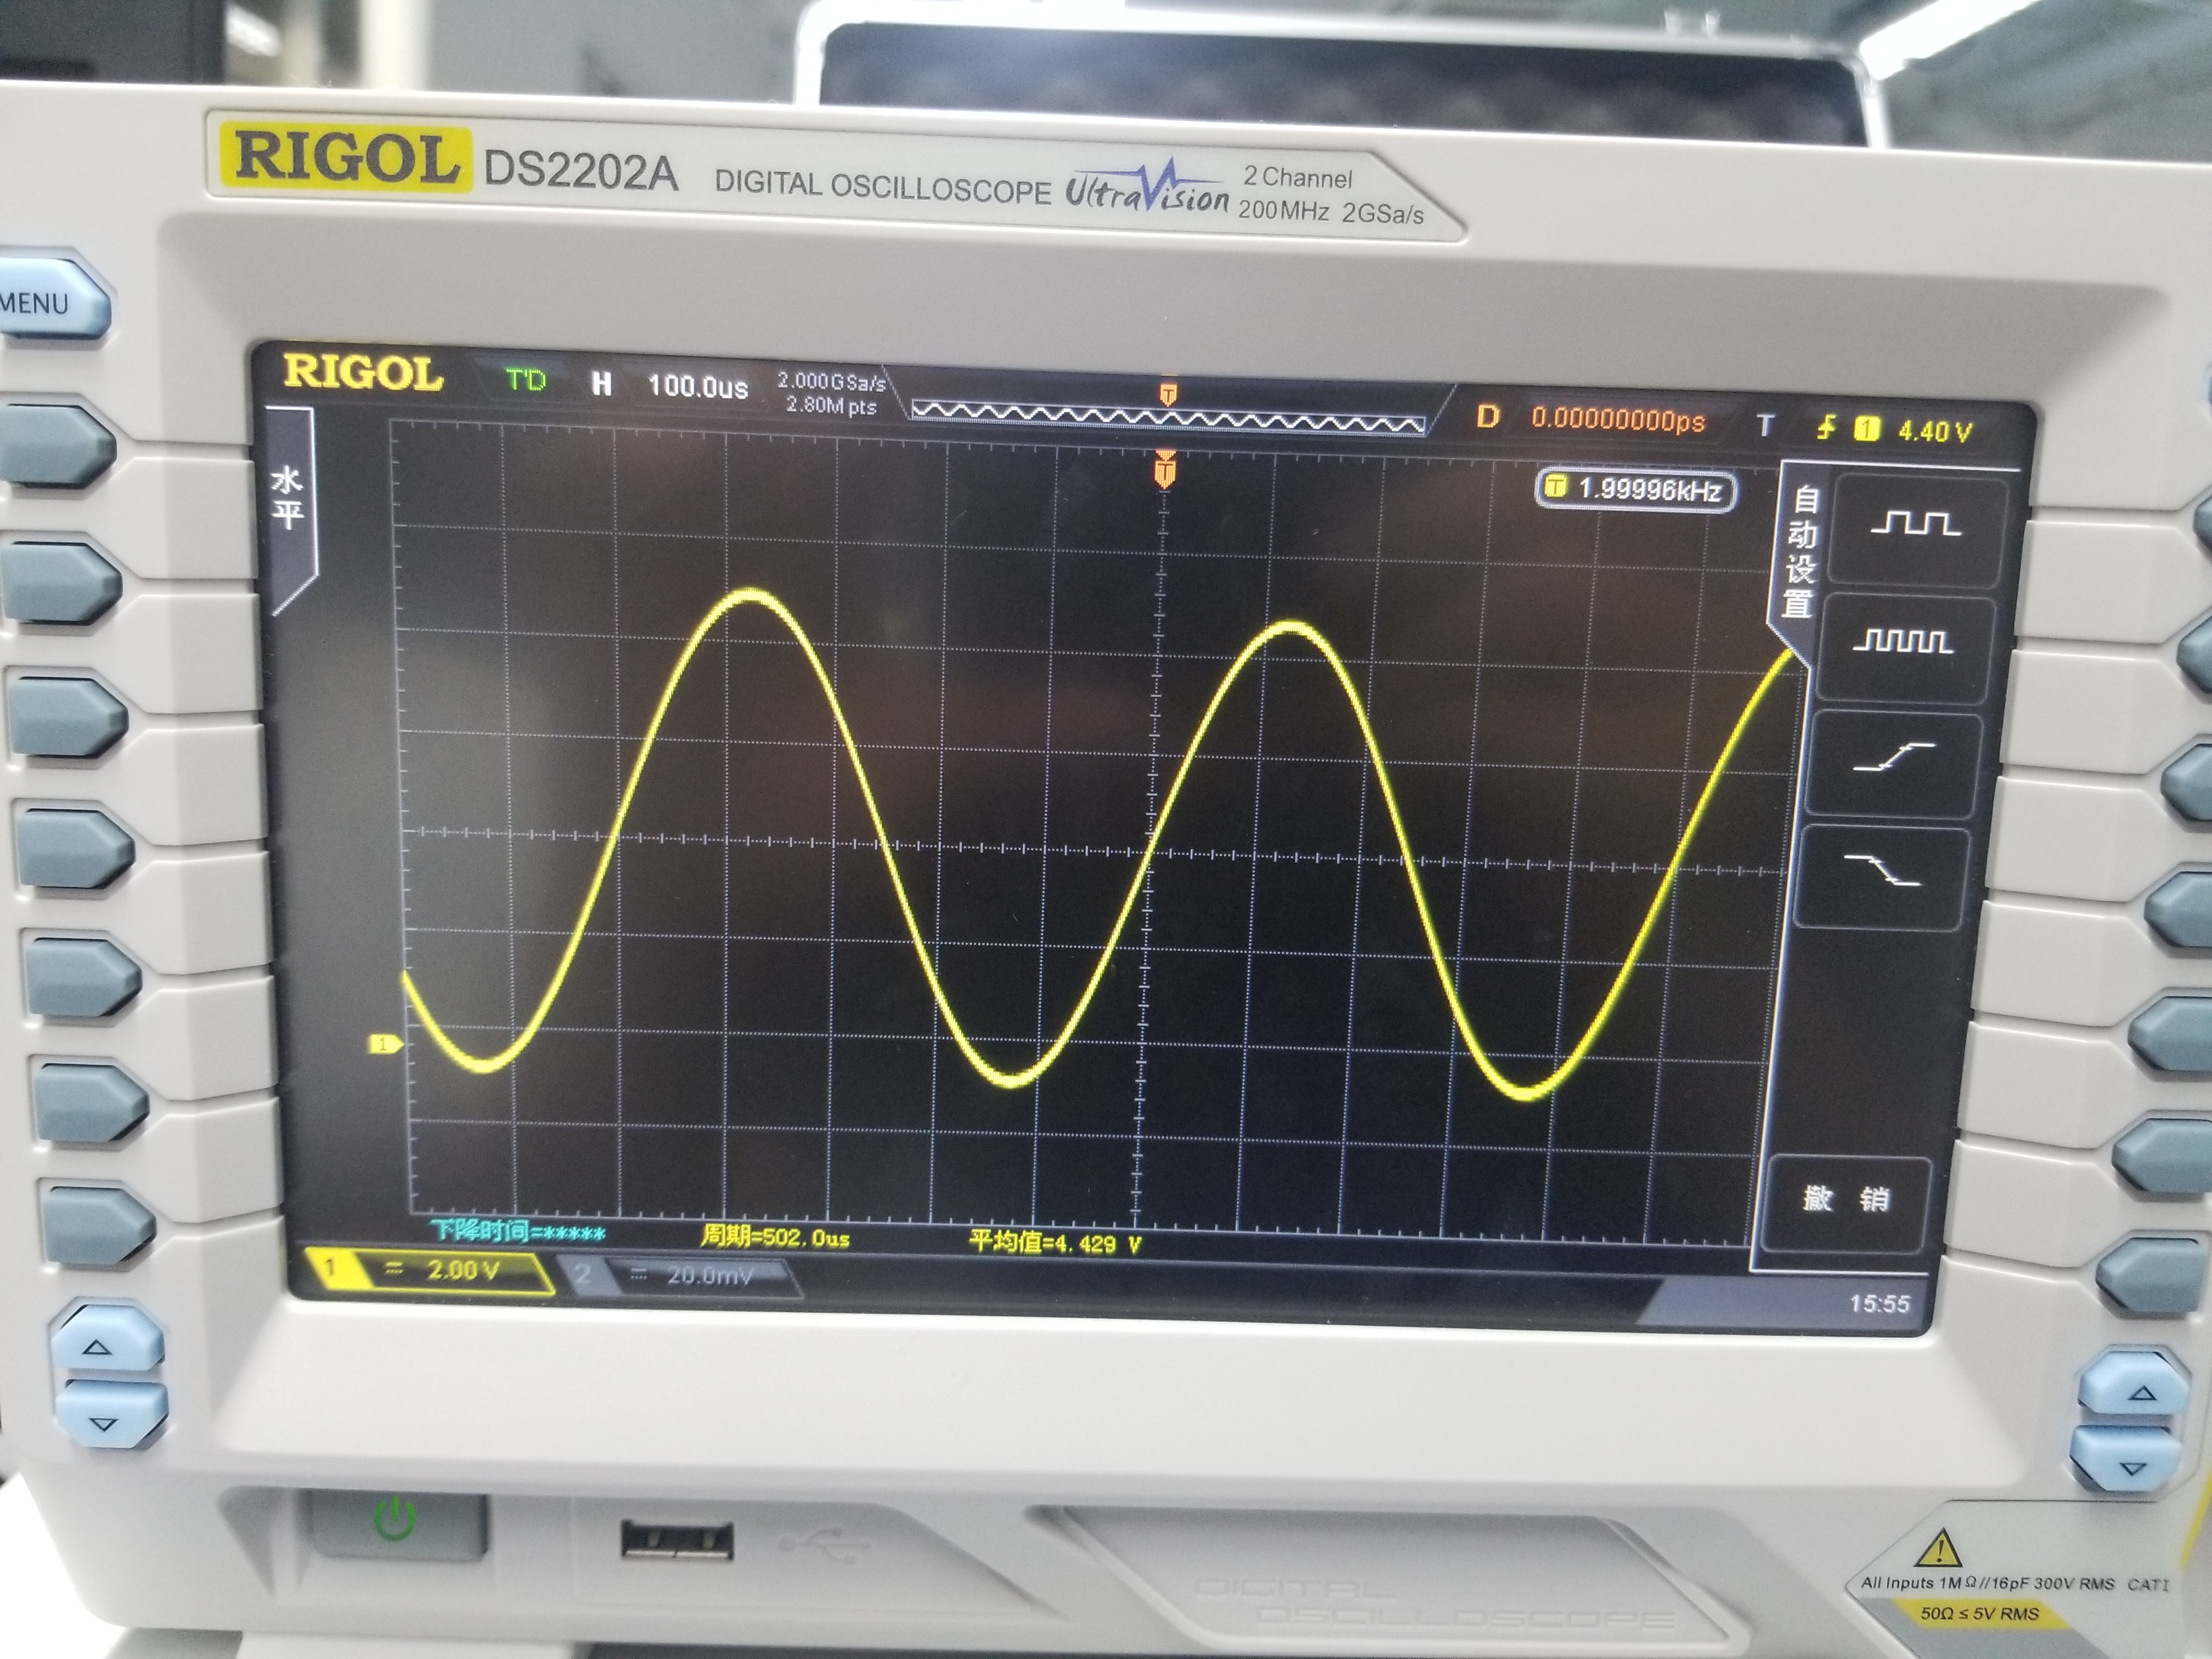 RIGOL DS2202A DIGITAL OSCILLOSCOPE UltraVision 2 Channel
200MHz 2GSa/s
MENU
RIGOL T'D H 100.0us 2.000GSa/s
2.80M pts
T
D 0.00000000ps T 1 4.40 V
水平
T
T 1.99996kHz
自动设置
1
撤 销
下降时间=***** 周期=502.0us 平均值=4.429 V
1 = 2.00 V 2 = 20.0mV
15:55
DIGITAL
OSCILLOSCOPE
All Inputs 1MΩ//16pF 300V RMS CAT I
50Ω ≤ 5V RMS